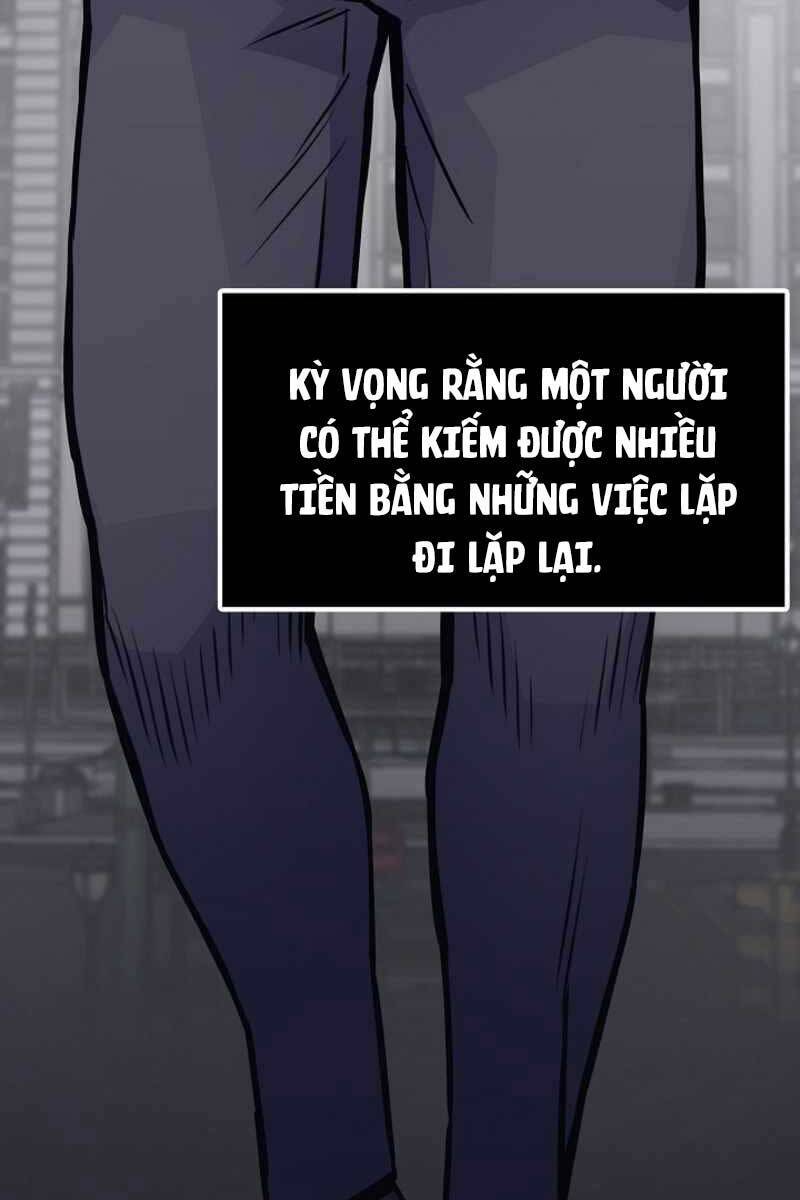 KỲ VỌNG RẰNG MỘT NGƯỜI
CÓ THỂ KIẾM ĐƯỢC NHIỀU
TIỀN BẰNG NHỮNG VIỆC LẶP
ĐI LẶP LẠI.